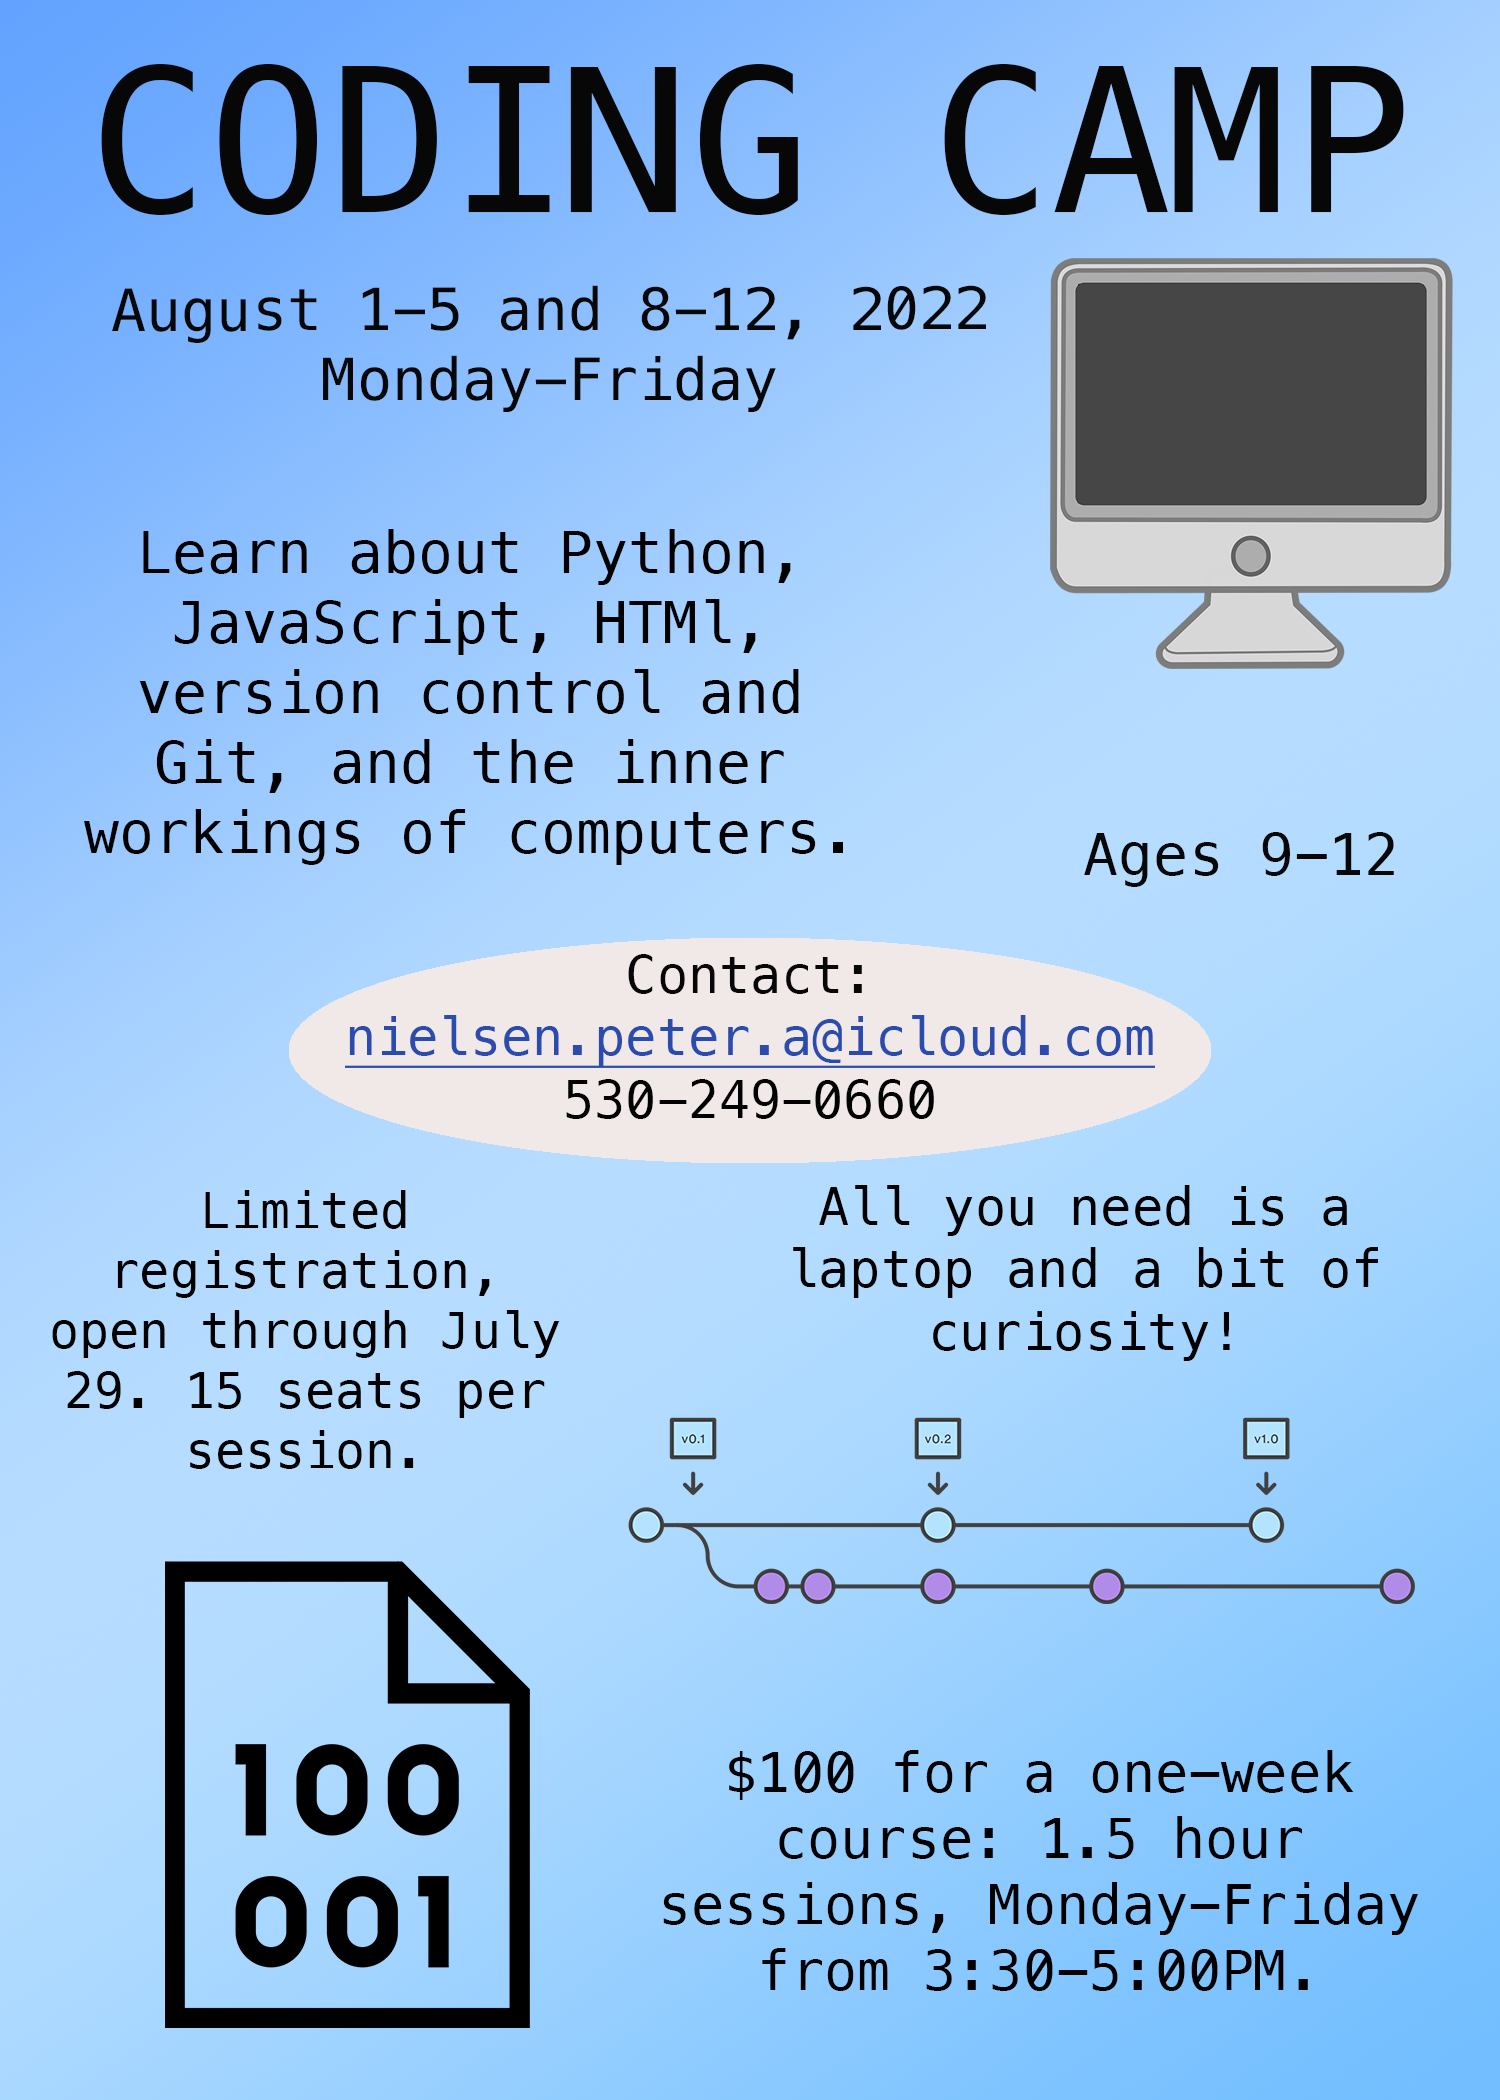 CODING CAMP
August 1-5 and 8-12, 2022
Monday-Friday
Learn about Python,
JavaScript, HTMl,
version control and
Git, and the inner
workings of computers.
Ages 9-12
Contact:
nielsen.peter.a@icloud.com
530-249-0660
Limited
registration,
open through July
29. 15 seats per
session.
All you need is a
laptop and a bit of
curiosity!
v0.1 v0.2 v1.0
100
001
$100 for a one-week
course: 1.5 hour
sessions, Monday-Friday
from 3:30-5:00PM.